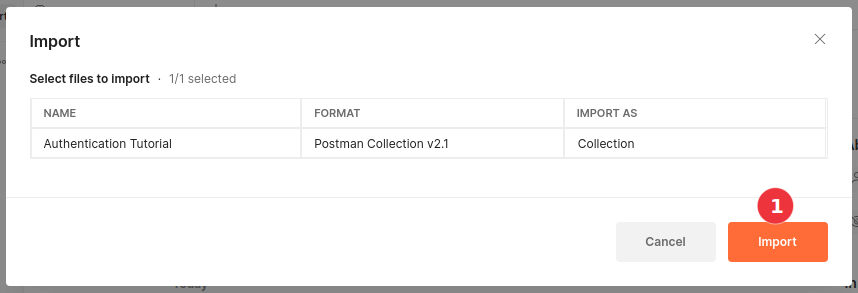 Import
Select files to import · 1/1 selected
NAME FORMAT IMPORT AS
Authentication Tutorial Postman Collection v2.1 Collection
1
Cancel Import
Today